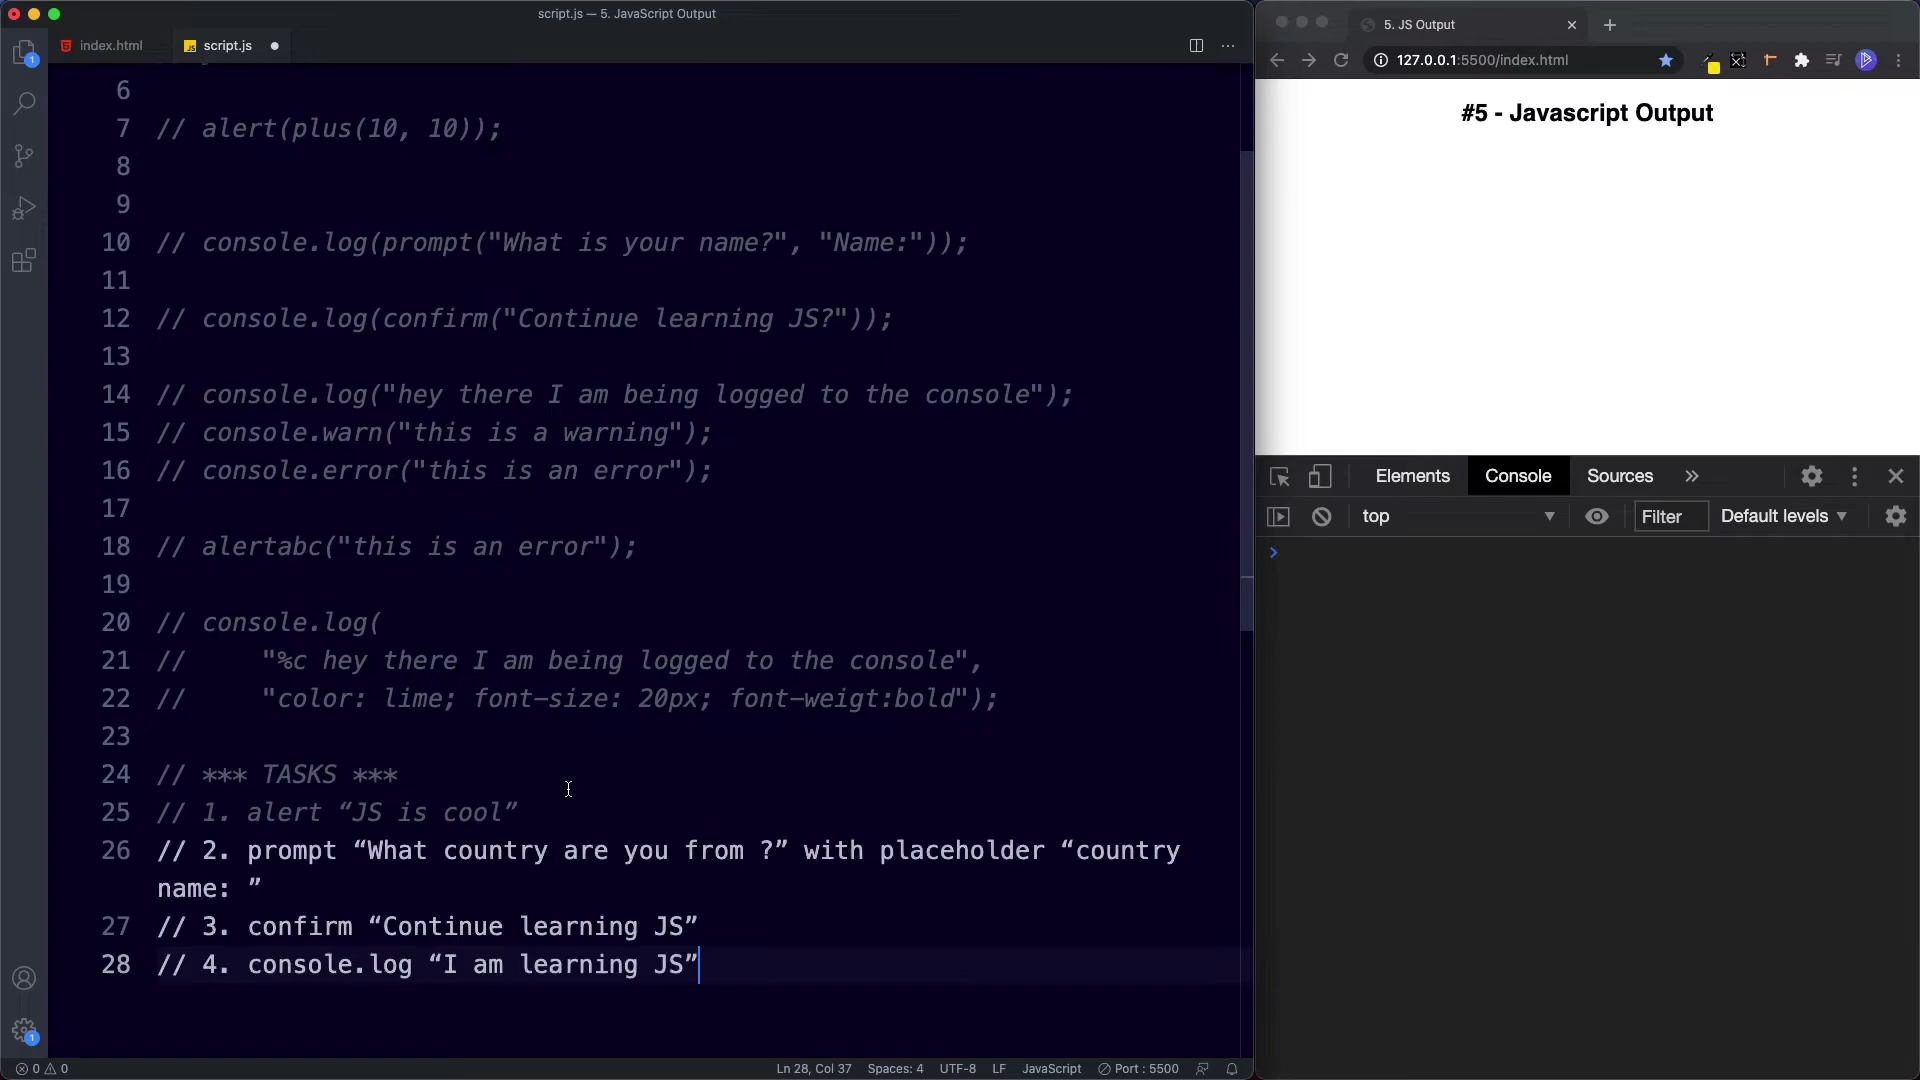 script.js — 5. JavaScript Output
index.html
script.js
6
7 // alert(plus(10, 10));
8
9
10 // console.log(prompt("What is your name?", "Name:"));
11
12 // console.log(confirm("Continue learning JS?"));
13
14 // console.log("hey there I am being logged to the console");
15 // console.warn("this is a warning");
16 // console.error("this is an error");
17
18 // alertabc("this is an error");
19
20 // console.log(
21 //     "%c hey there I am being logged to the console",
22 //     "color: lime; font-size: 20px; font-weigt:bold");
23
24 // *** TASKS ***
25 // 1. alert “JS is cool”
26 // 2. prompt “What country are you from ?” with placeholder “country
name: ”
27 // 3. confirm “Continue learning JS”
28 // 4. console.log “I am learning JS”
0 0
Ln 28, Col 37 Spaces: 4 UTF-8 LF JavaScript Port : 5500
5. JS Output
127.0.0.1:5500/index.html
#5 - Javascript Output
Elements Console Sources
top Filter Default levels